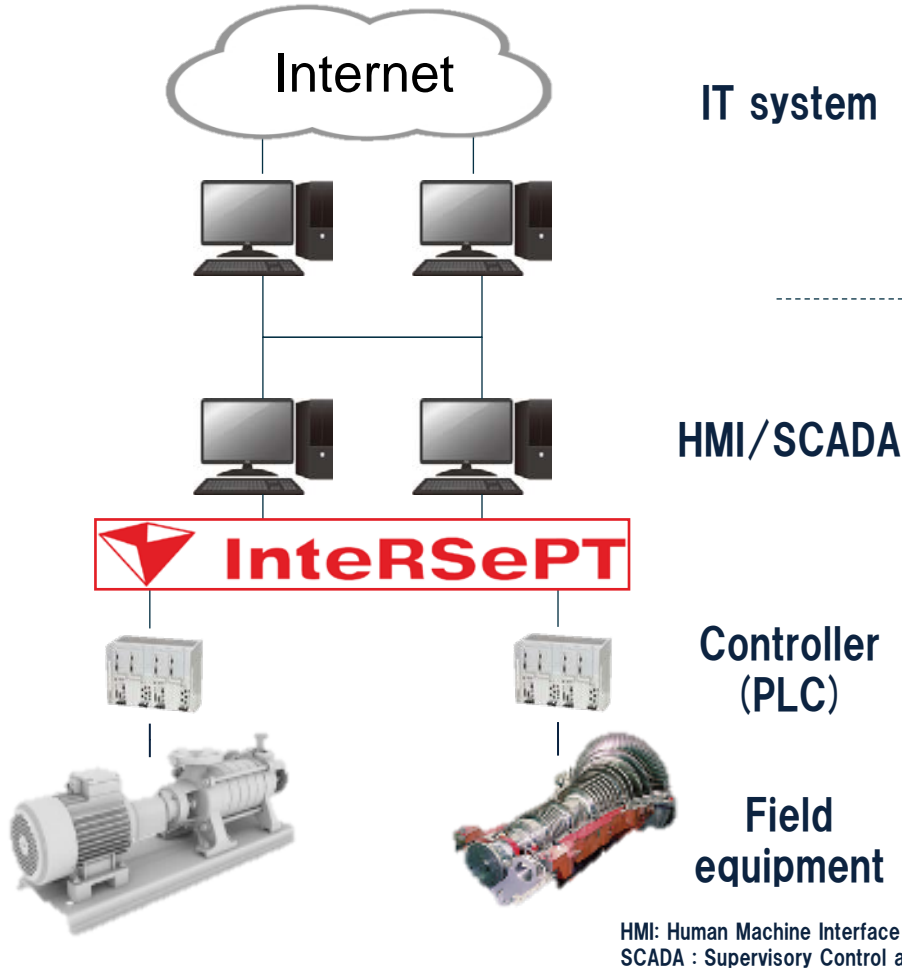 Internet
IT system
HMI/SCADA
InteRSePT
Controller
(PLC)
Field
equipment
HMI: Human Machine Interface
SCADA : Supervisory Control a